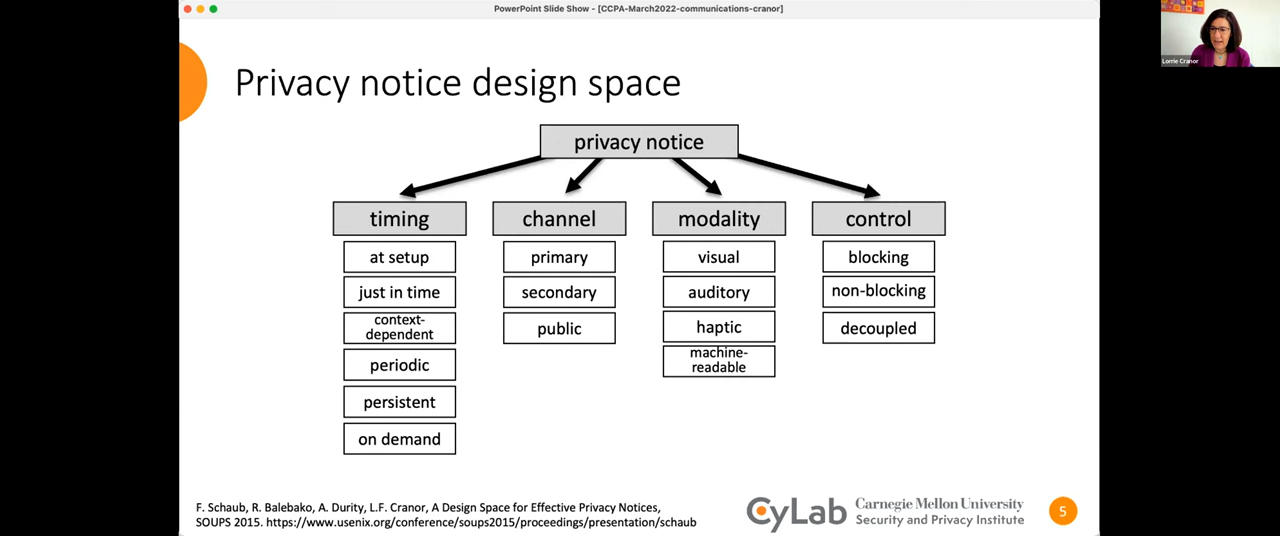 PowerPoint Slide Show - [CCPA-March2022-communications-cranor]
Lorrie Cranor
Privacy notice design space
privacy notice
timing
channel
modality
control
at setup
primary
visual
blocking
just in time
secondary
auditory
non-blocking
context-
dependent
public
haptic
decoupled
periodic
machine-
readable
persistent
on demand
F. Schaub, R. Balebako, A. Durity, L.F. Cranor, A Design Space for Effective Privacy Notices,
SOUPS 2015. https://www.usenix.org/conference/soups2015/proceedings/presentation/schaub
CyLab
Carnegie Mellon University
Security and Privacy Institute
5